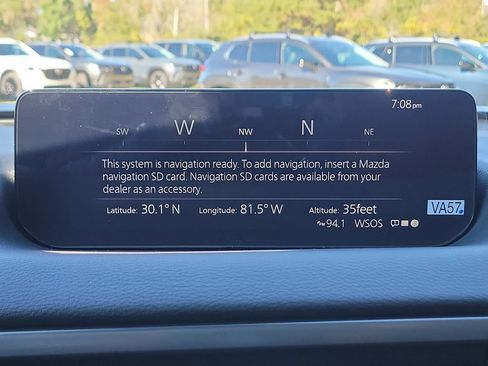 7:08pm
SW W NW N NE
This system is navigation ready. To add navigation, insert a Mazda
navigation SD card. Navigation SD cards are available from your
dealer as an accessory.
Latitude: 30.1° N Longitude: 81.5° W Altitude: 35feet
VA57
FM 94.1 WSOS